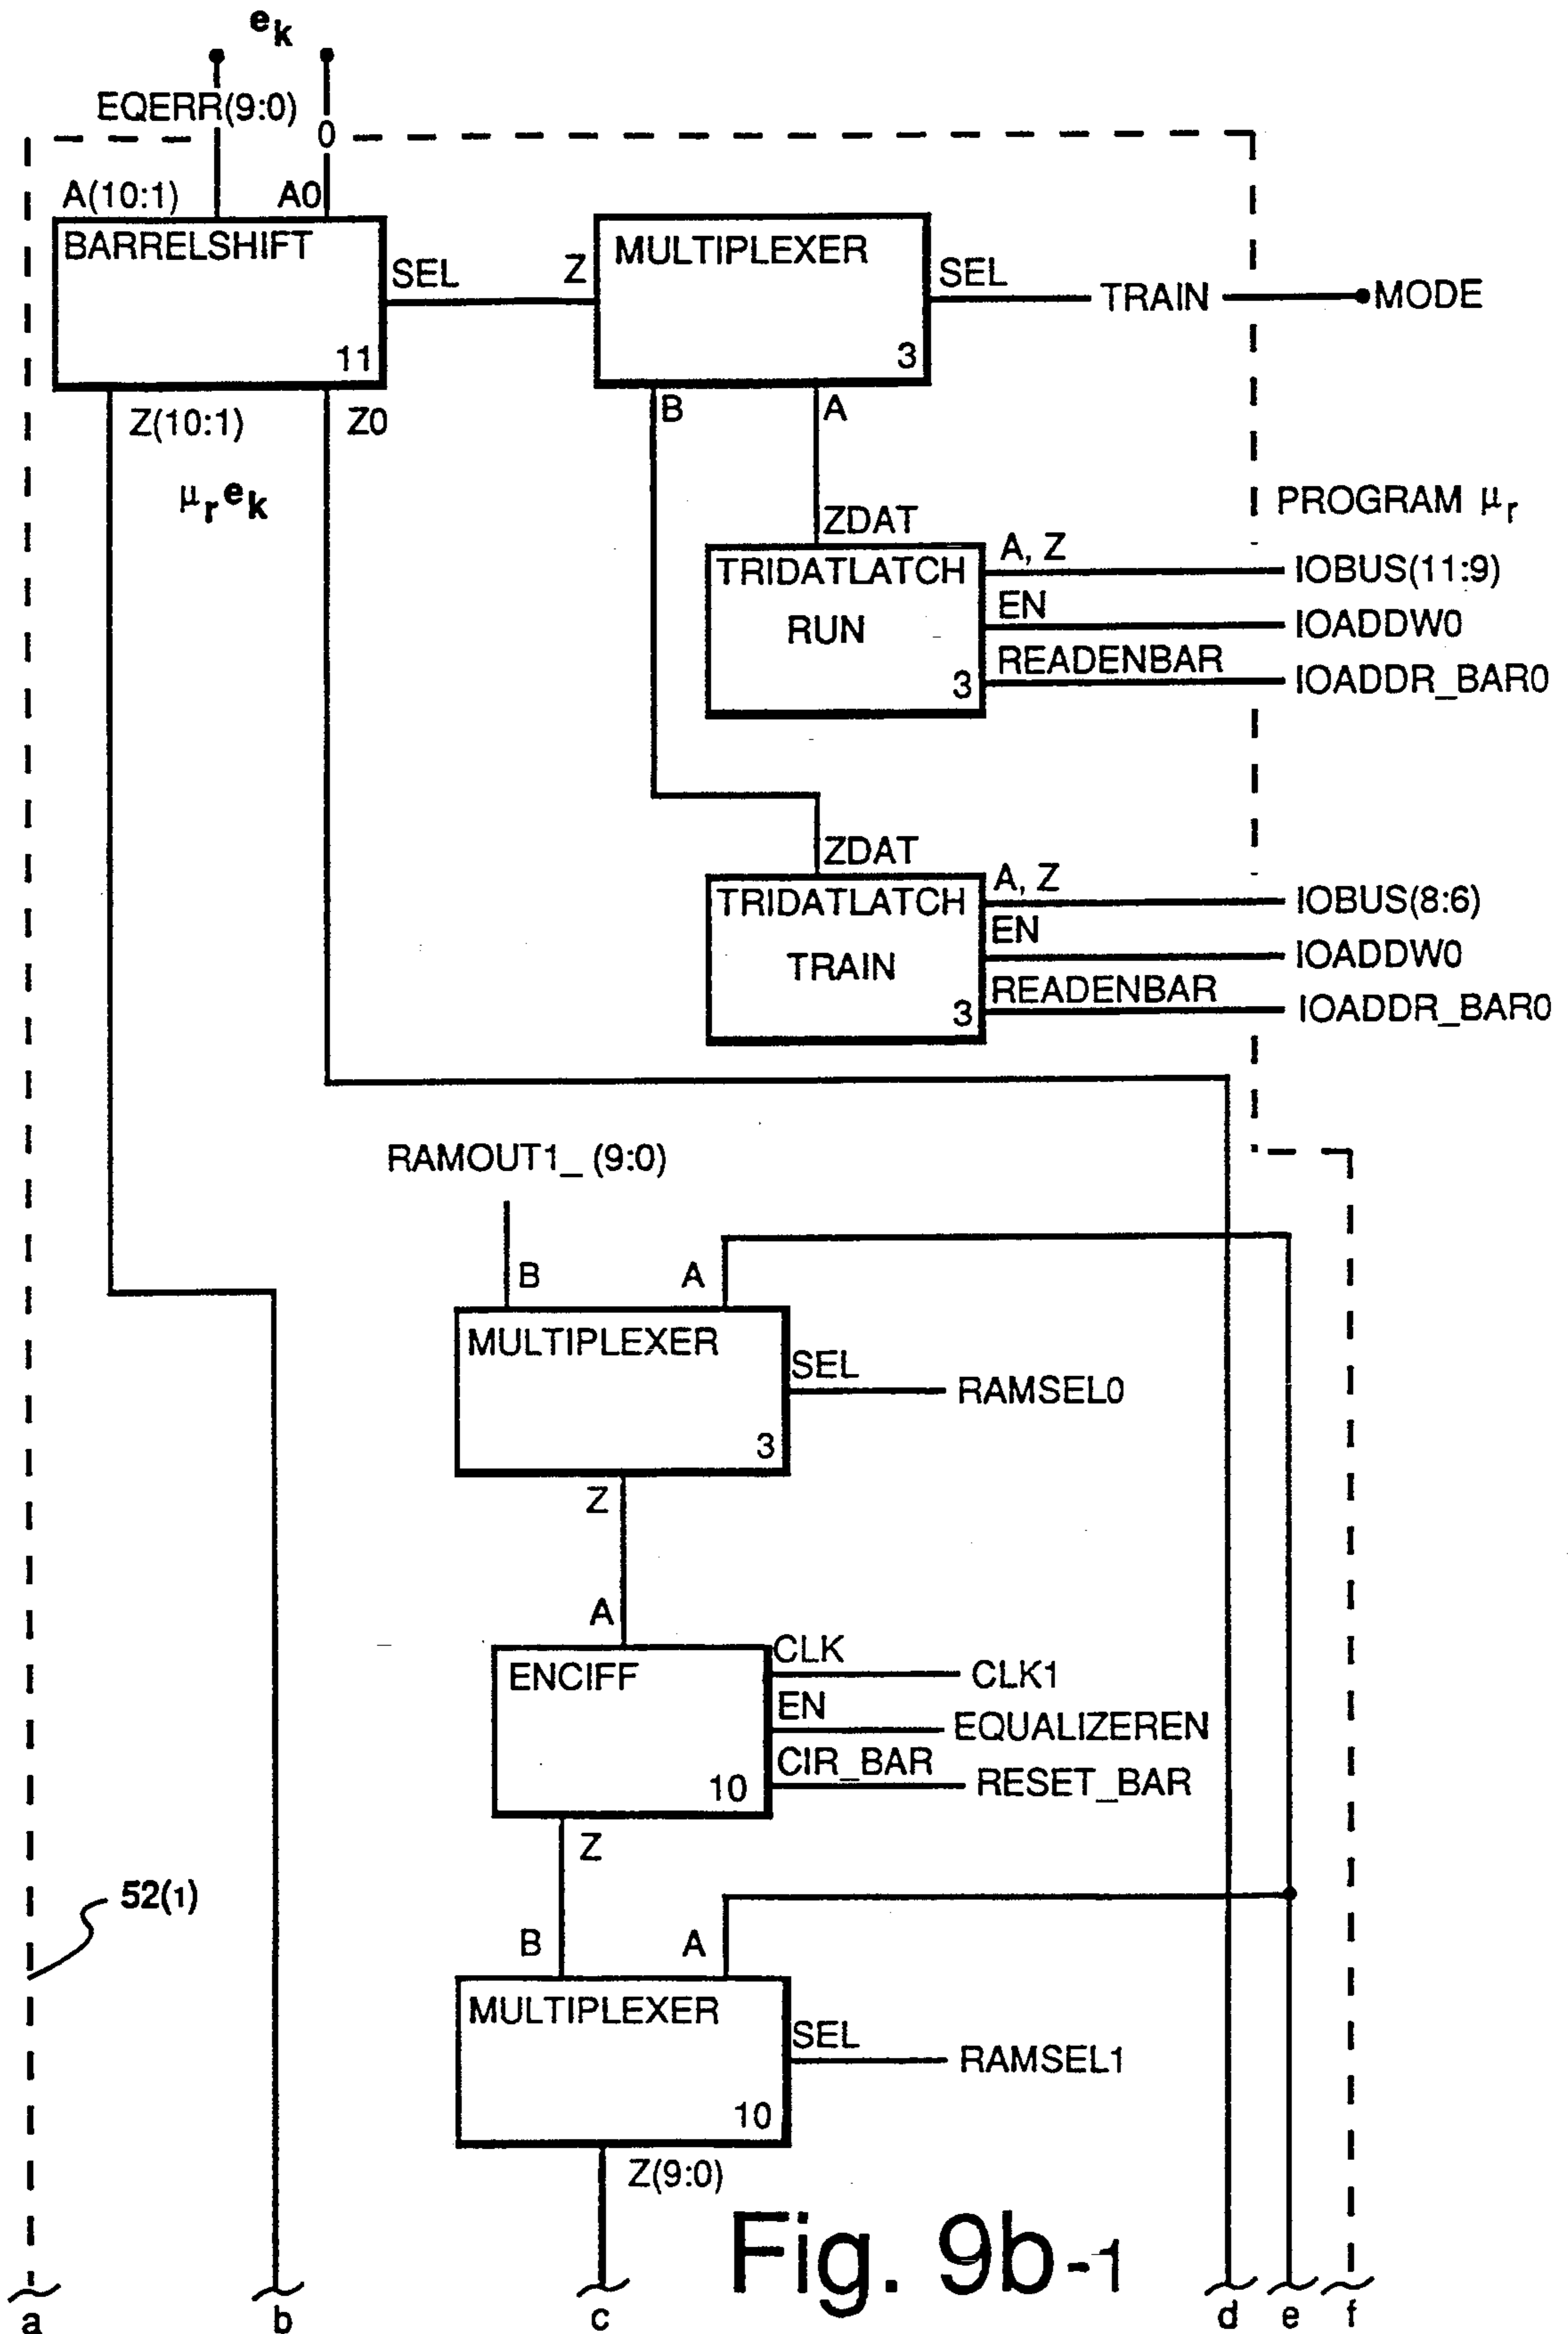 e_k
EQERR(9:0)
0
A(10:1) A0
BARRELSHIFT
11
SEL
Z
MULTIPLEXER
3
SEL
TRAIN
MODE
Z(10:1) Z0
μ_r e_k
B A
PROGRAM μ_r
ZDAT
TRIDATLATCH
RUN
3
A, Z
IOBUS(11:9)
EN
IOADDW0
READENBAR
IOADDR_BAR0
ZDAT
TRIDATLATCH
TRAIN
3
A, Z
IOBUS(8:6)
EN
IOADDW0
READENBAR
IOADDR_BAR0
RAMOUT1_ (9:0)
B A
MULTIPLEXER
3
SEL
RAMSEL0
Z
A
ENCIFF
10
CLK
CLK1
EN
EQUALIZEREN
CIR_BAR
RESET_BAR
Z
52(1)
B A
MULTIPLEXER
10
SEL
RAMSEL1
Z(9:0)
Fig. 9b-1
a b c d e f